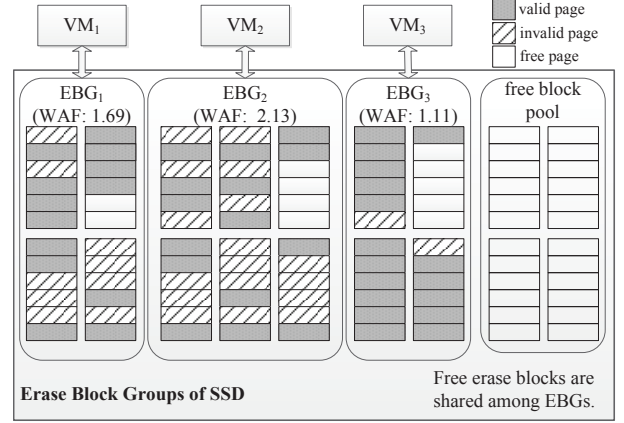 VM1
VM2
VM3
valid page
invalid page
free page
EBG1
(WAF: 1.69)
EBG2
(WAF: 2.13)
EBG3
(WAF: 1.11)
free block
pool
Erase Block Groups of SSD
Free erase blocks are
shared among EBGs.